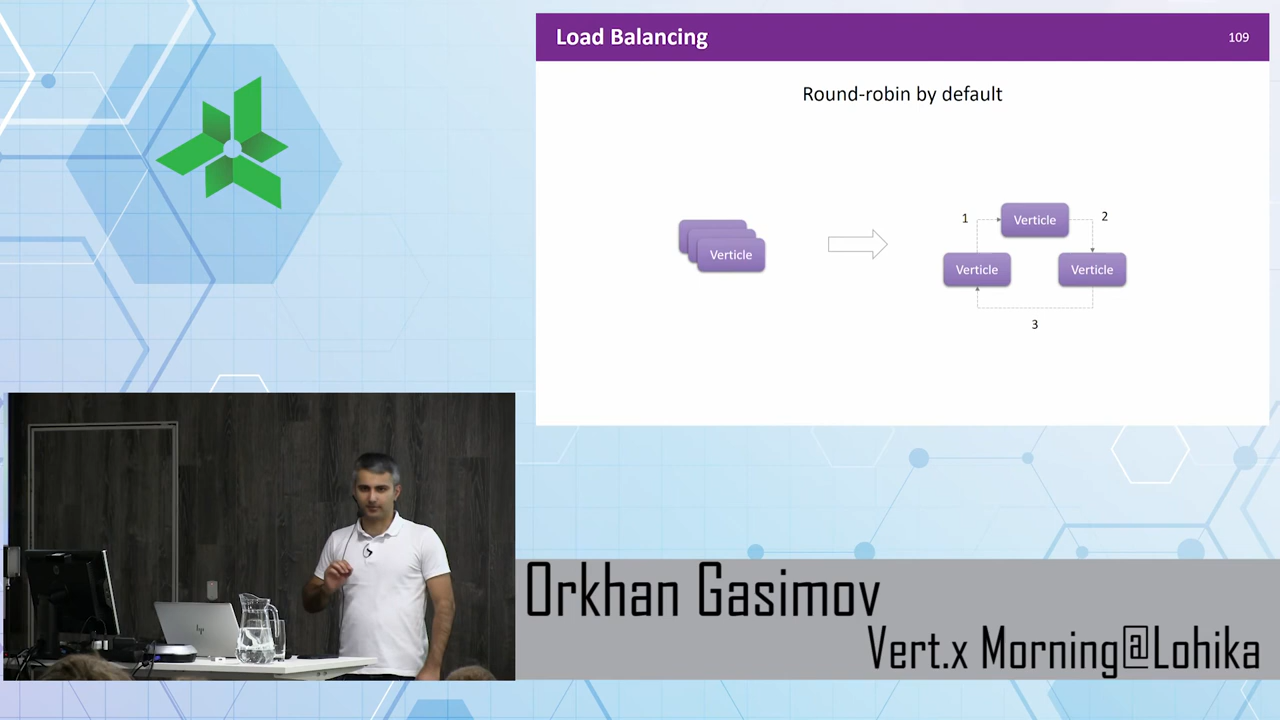 Load Balancing
109
Round-robin by default
Verticle
1
Verticle
2
Verticle
Verticle
3
hp
Orkhan Gasimov
Vert.x Morning@Lohika